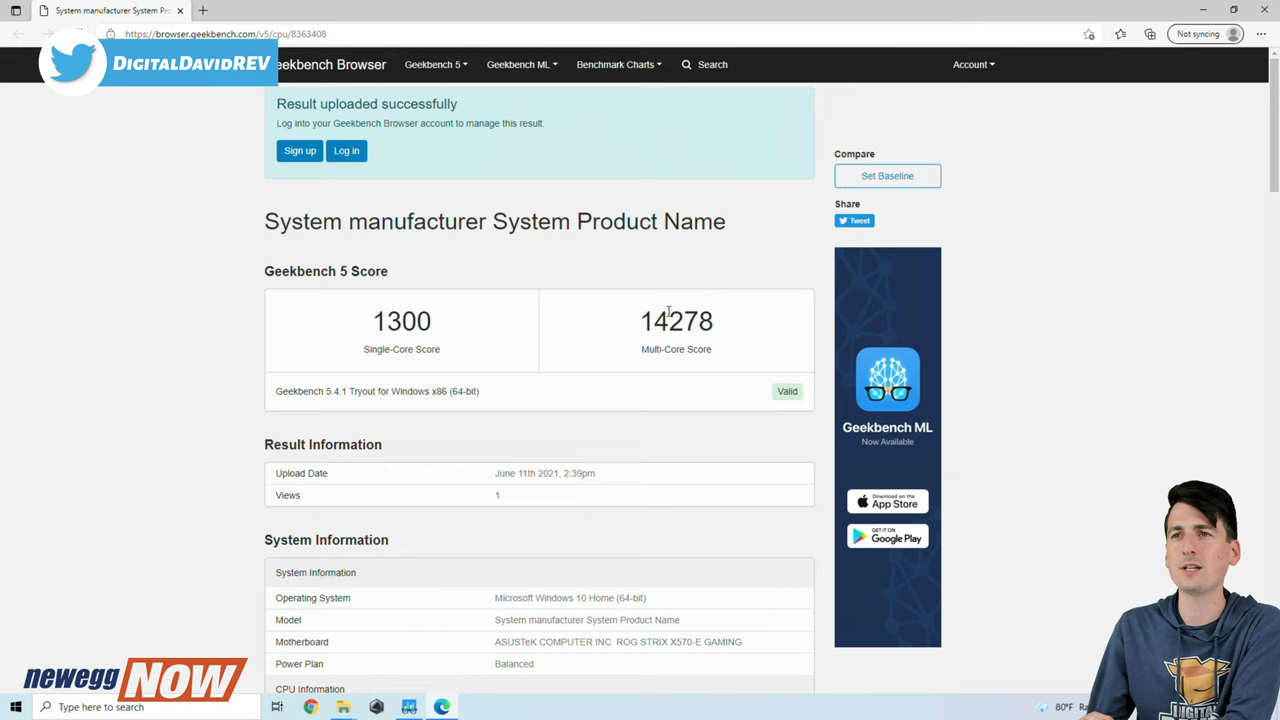 System manufacturer System Pr
https://browser.geekbench.com/v5/cpu/8363408
Not syncing
DIGITALDAVIDREV
eekbench Browser
Geekbench 5
Geekbench ML
Benchmark Charts
Search
Account
Result uploaded successfully
Log into your Geekbench Browser account to manage this result.
Sign up
Log in
Compare
Set Baseline
Share
Tweet
System manufacturer System Product Name
Geekbench 5 Score
1300
14278
Single-Core Score
Multi-Core Score
Geekbench 5.4.1 Tryout for Windows x86 (64-bit)
Valid
Geekbench ML
Now Available
Download on the
App Store
GET IT ON
Google Play
Result Information
Upload Date
June 11th 2021, 2:39pm
Views
1
System Information
System Information
Operating System
Microsoft Windows 10 Home (64-bit)
Model
System manufacturer System Product Name
Motherboard
ASUSTeK COMPUTER INC. ROG STRIX X570-E GAMING
Power Plan
Balanced
CPU Information
newegg NOW
DIGITAL
Type here to search
80°F Ra